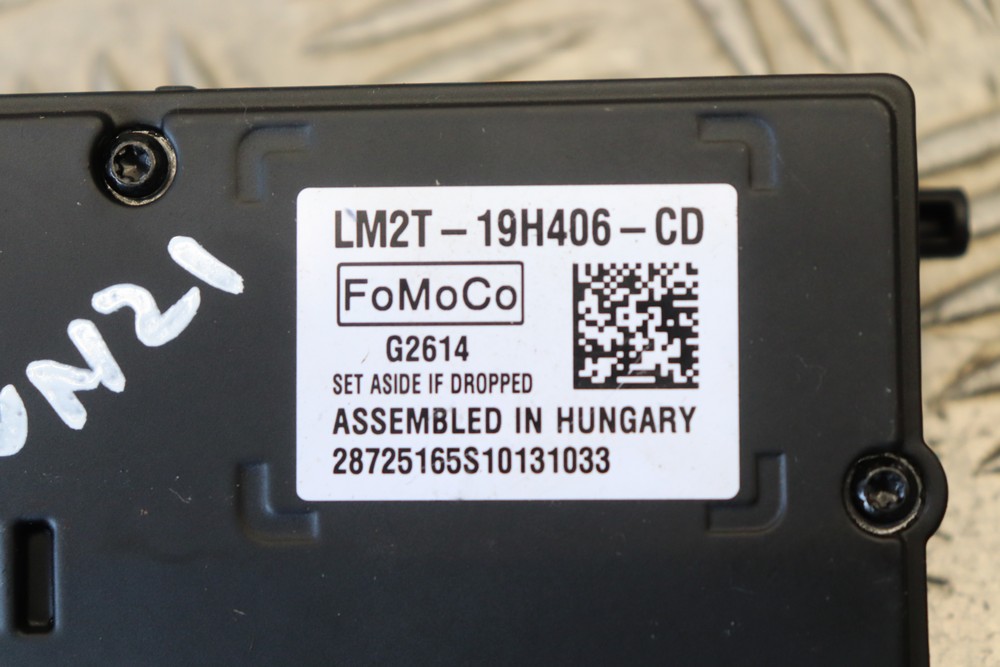 LM2T – 19H406 – CD
FoMoCo
G2614
SET ASIDE IF DROPPED
ASSEMBLED IN HUNGARY
28725165S10131033